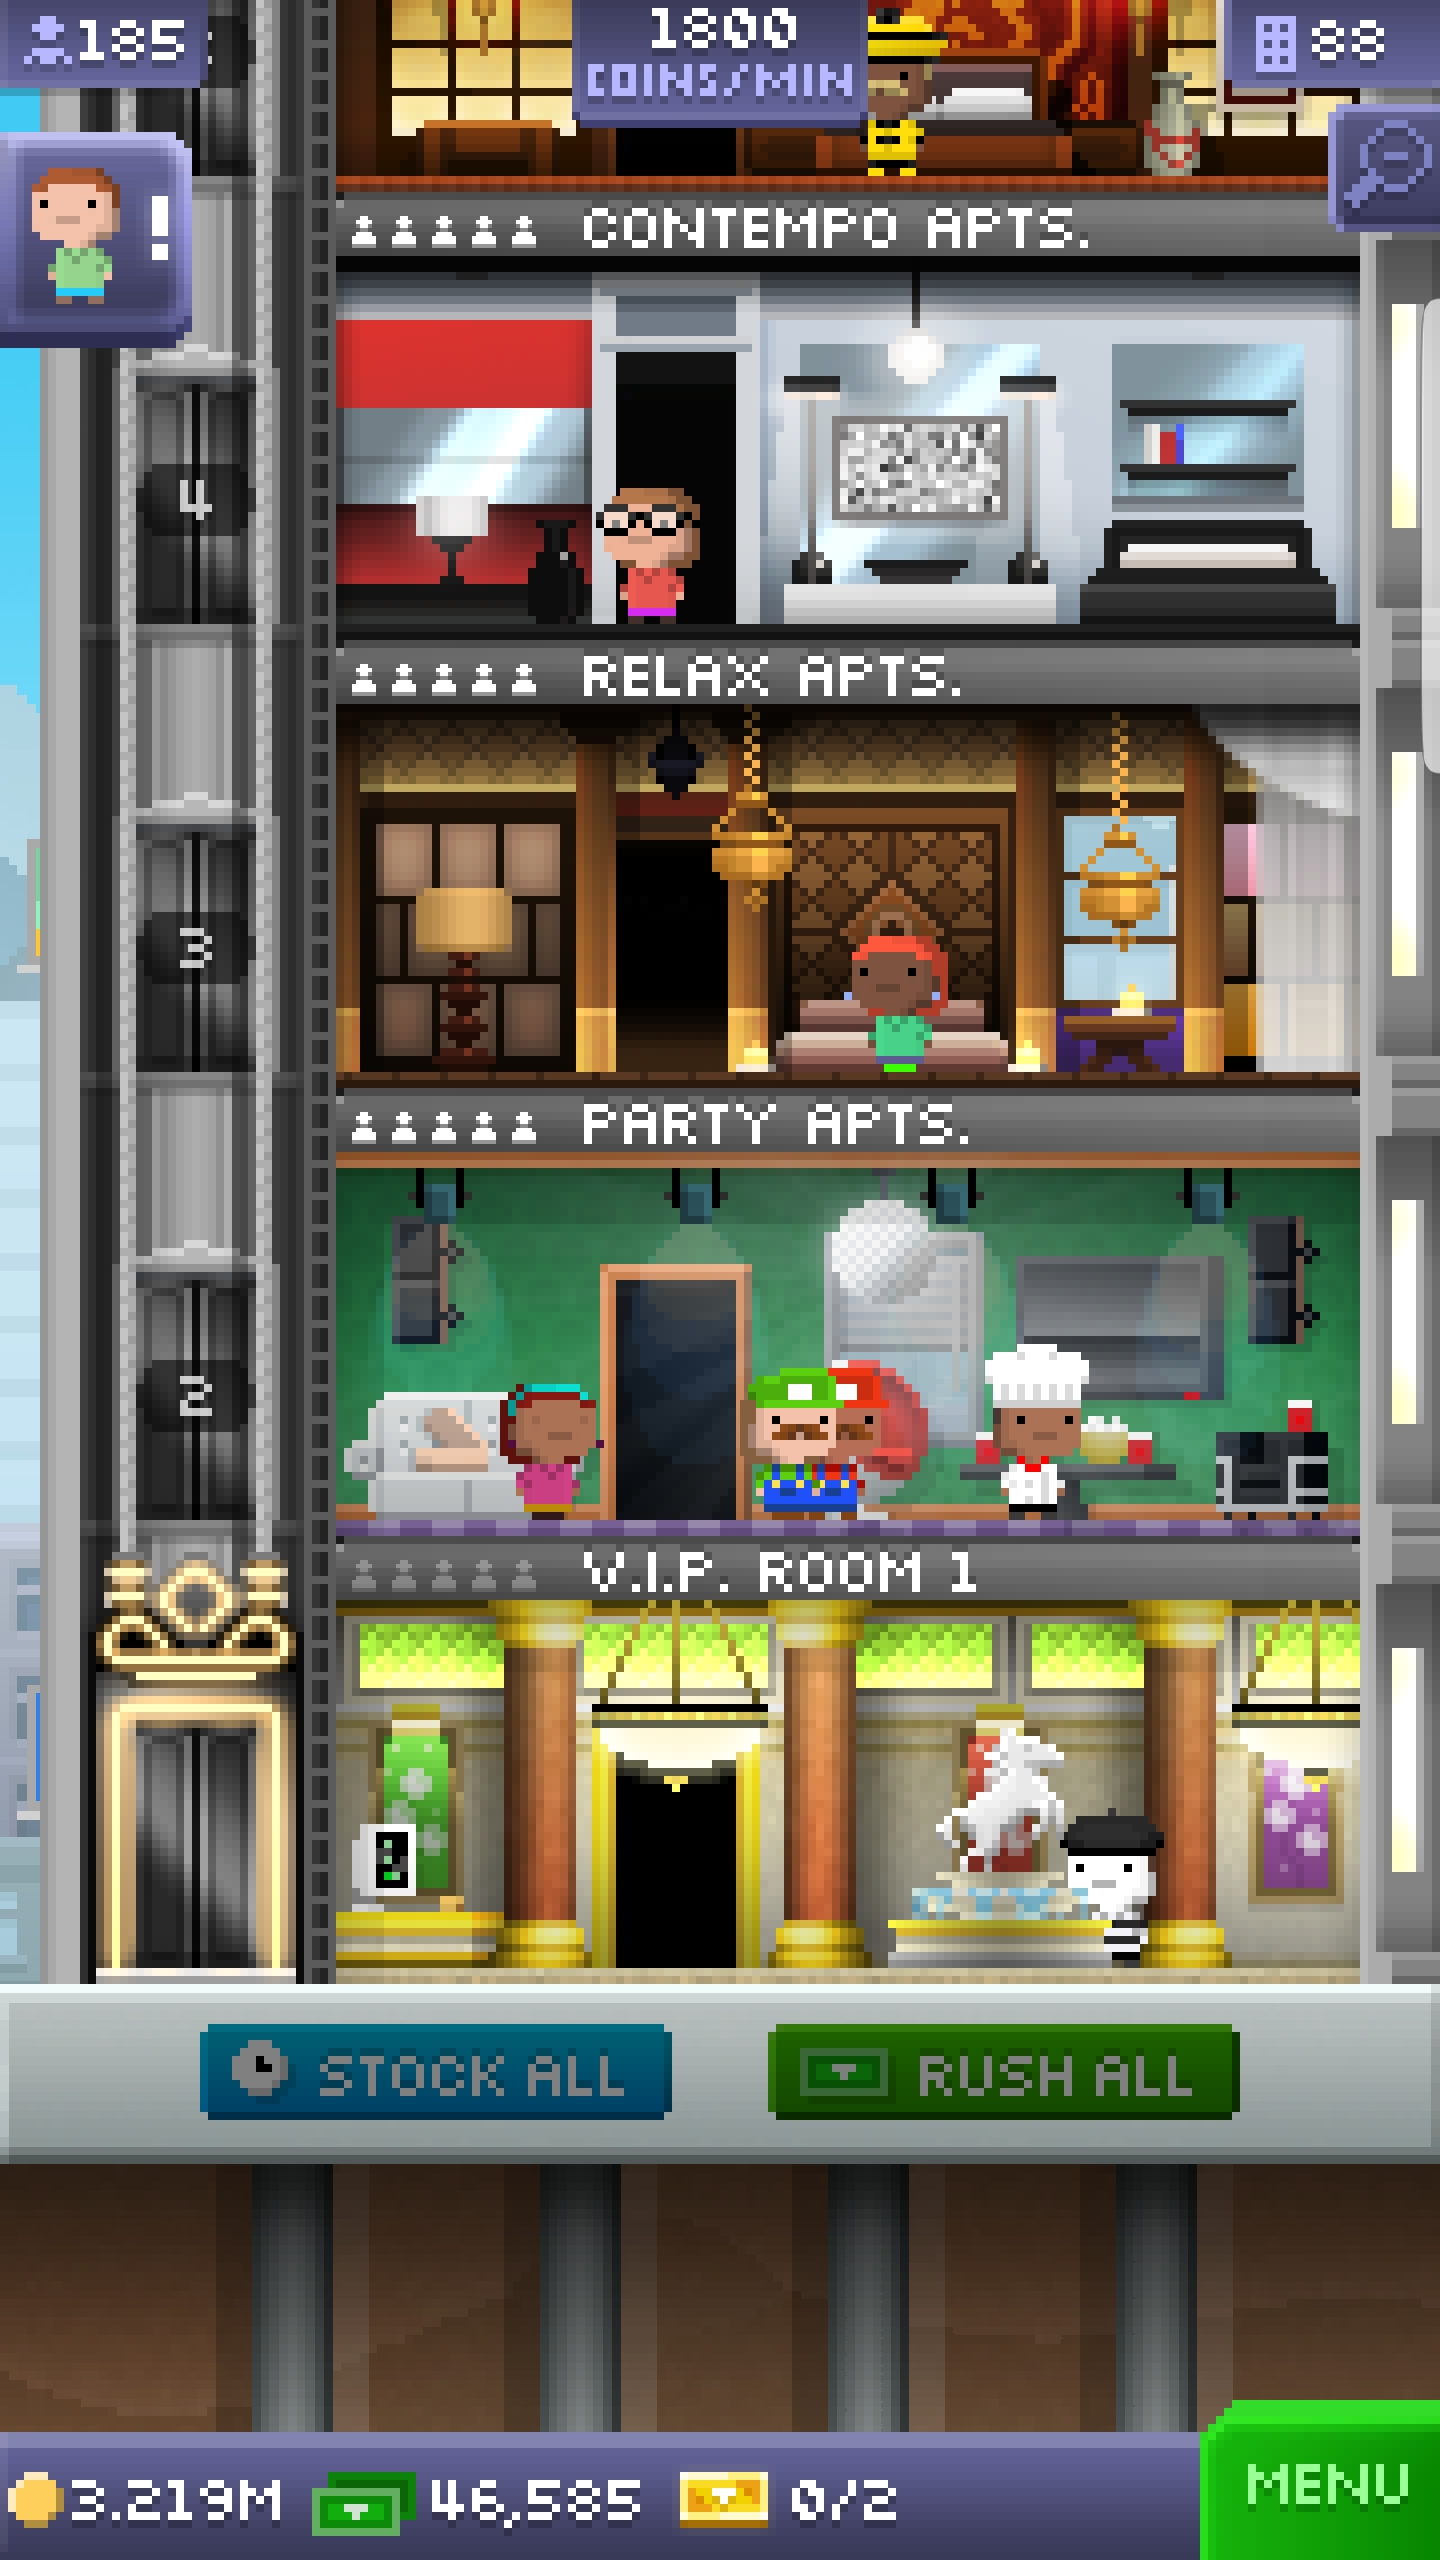 185
1800
COINS/MIN
88
!
CONTEMPO APTS.
4
RELAX APTS.
3
PARTY APTS.
2
V.I.P. ROOM 1
STOCK ALL
RUSH ALL
3.219M
46,585
0/2
MENU